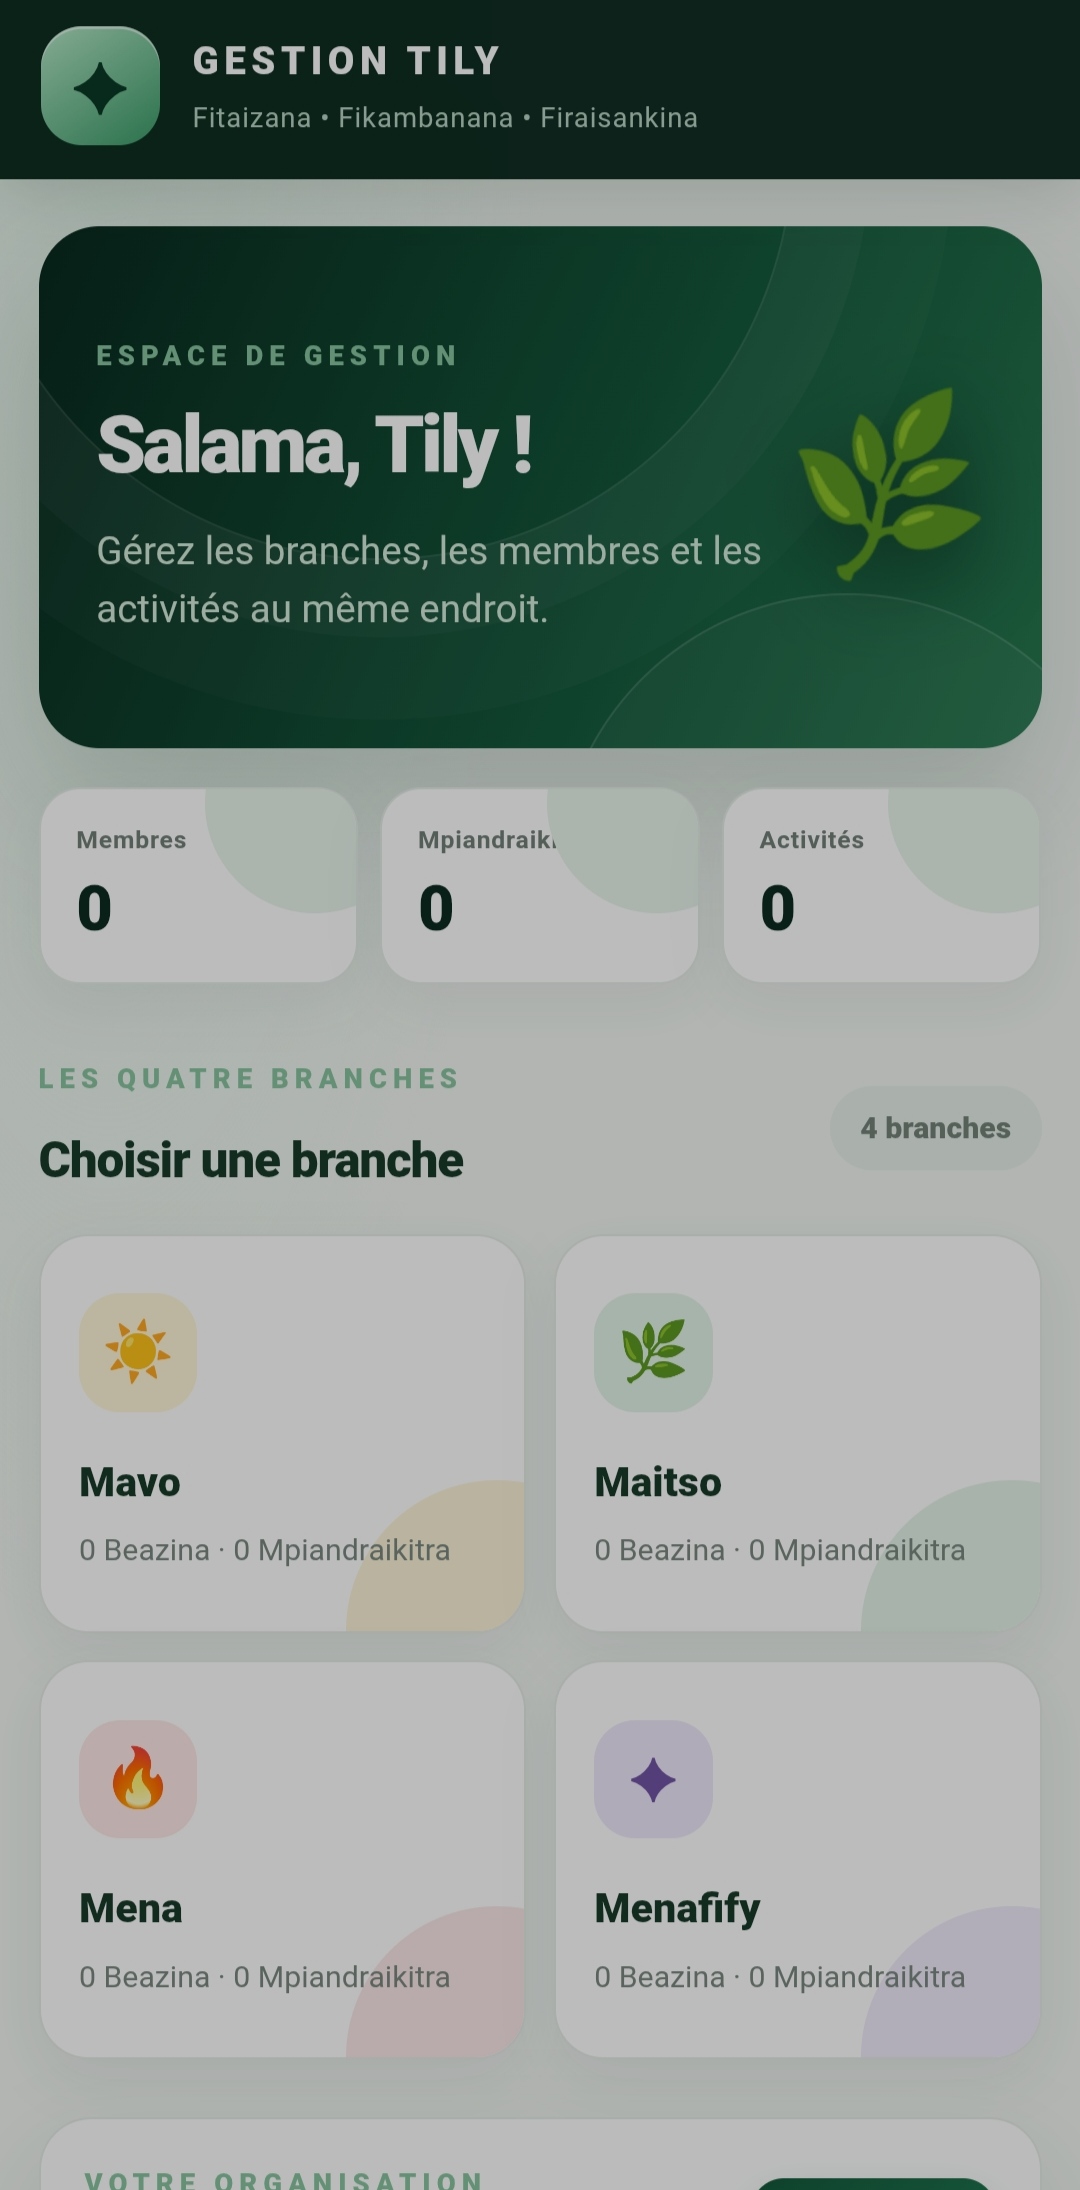 GESTION TILY
Fitaizana • Fikambanana • Firaisankina
ESPACE DE GESTION
Salama, Tily !
Gérez les branches, les membres et les
activités au même endroit.
Membres
0
0
Activités
0
LES QUATRE BRANCHES
Choisir une branche
4 branches
Mavo
0 Beazina · 0 Mpiandraikitra
Maitso
0 Beazina · 0 Mpiandraikitra
Mena
0 Beazina · 0 Mpiandraikitra
Menafify
0 Beazina · 0 Mpiandraikitra
VOTRE ORGANISATION